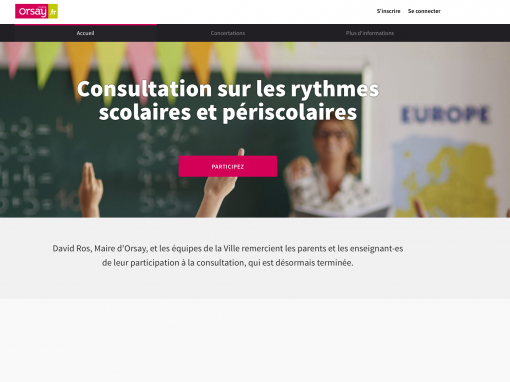 orsay.fr
S'inscrire Se connecter
Accueil Concertations Plus d'informations
Consultation sur les rythmes
scolaires et périscolaires
EUROPE
PARTICIPEZ
David Ros, Maire d'Orsay, et les équipes de la Ville remercient les parents et les enseignant-es
de leur participation à la consultation, qui est désormais terminée.